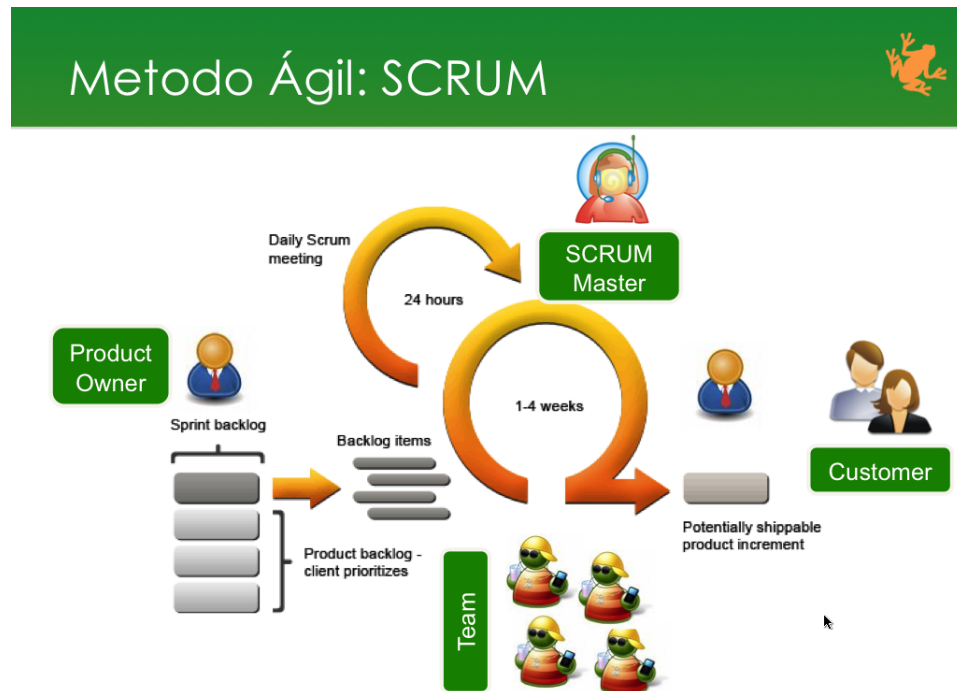 Metodo Ágil: SCRUM
Daily Scrum
meeting
24 hours
SCRUM
Master
Product
Owner
Sprint backlog
Backlog items
1-4 weeks
Customer
Product backlog -
client prioritizes
Potentially shippable
product increment
Team